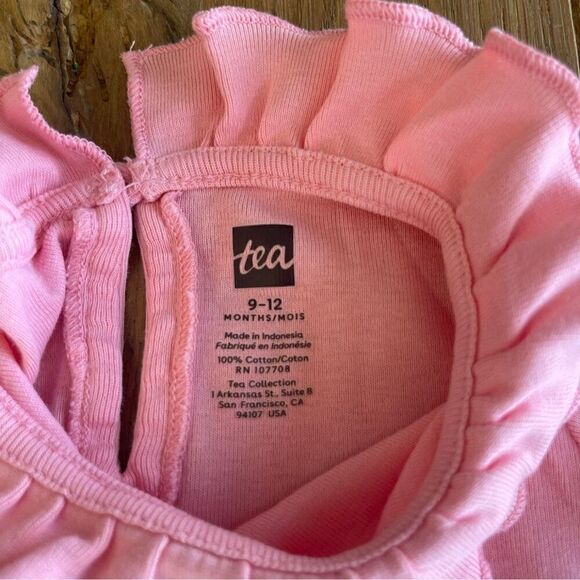 tea
9-12
MONTHS/MOIS
Made in Indonesia
Fabriqué en Indonésie
100% Cotton/Coton
RN 107708
Tea Collection
1 Arkansas St., Suite B
San Francisco, CA
94107 USA